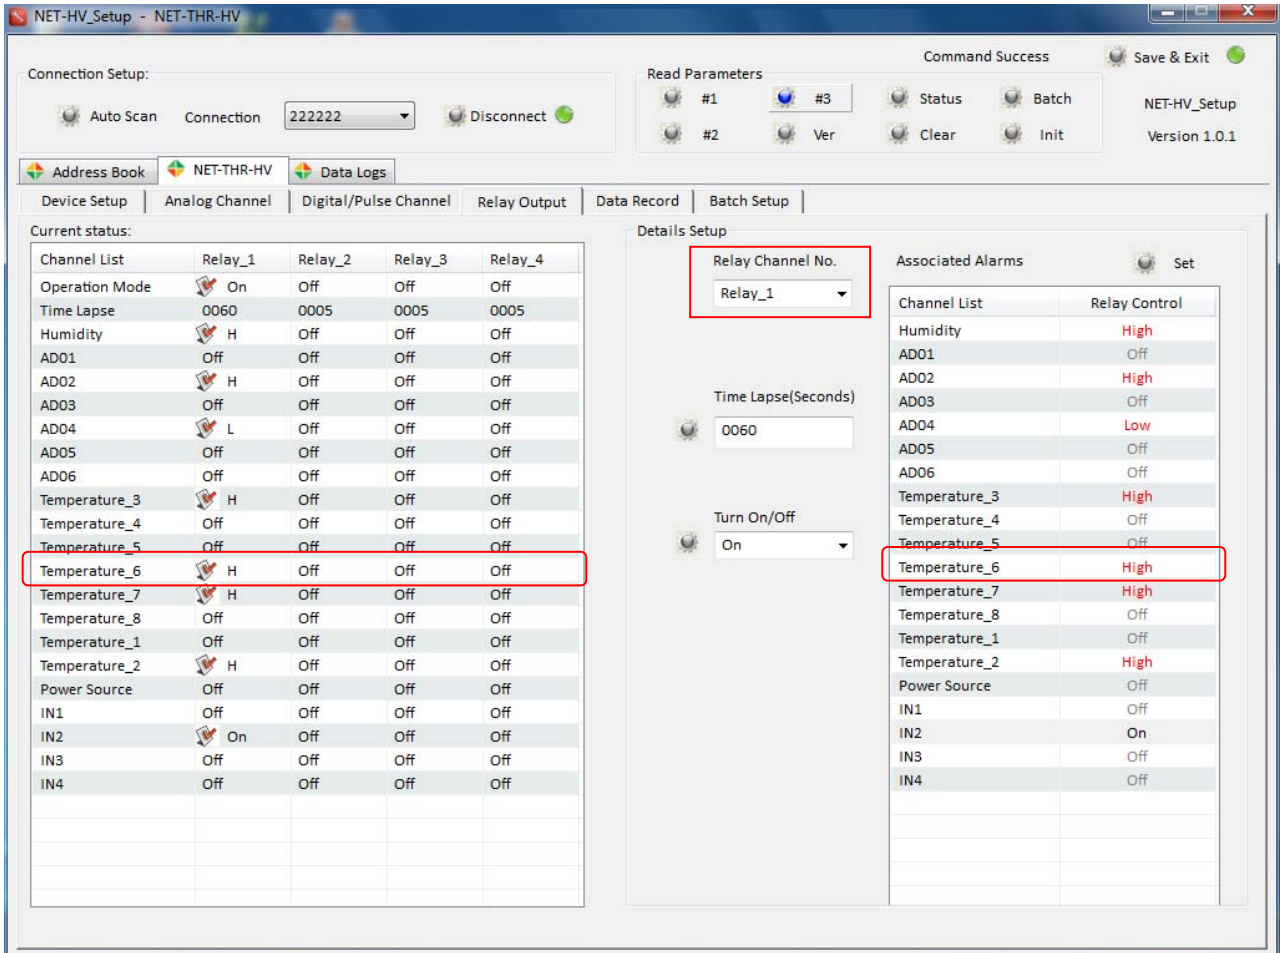 NET-HV_Setup - NET-THR-HV
Command Success
Save & Exit
Connection Setup:
Read Parameters
Auto Scan Connection 222222 Disconnect
#1 #3 Status Batch
NET-HV_Setup
#2 Ver Clear Init
Version 1.0.1
Address Book NET-THR-HV Data Logs
Device Setup Analog Channel Digital/Pulse Channel Relay Output Data Record Batch Setup
Current status:
Channel List Relay_1 Relay_2 Relay_3 Relay_4
Operation Mode On Off Off Off
Time Lapse 0060 0005 0005 0005
Humidity H Off Off Off
AD01 Off Off Off Off
AD02 H Off Off Off
AD03 Off Off Off Off
AD04 L Off Off Off
AD05 Off Off Off Off
AD06 Off Off Off Off
Temperature_3 H Off Off Off
Temperature_4 Off Off Off Off
Temperature_5 Off Off Off Off
Temperature_6 H Off Off Off
Temperature_7 H Off Off Off
Temperature_8 Off Off Off Off
Temperature_1 Off Off Off Off
Temperature_2 H Off Off Off
Power Source Off Off Off Off
IN1 Off Off Off Off
IN2 On Off Off Off
IN3 Off Off Off Off
IN4 Off Off Off Off
Details Setup
Relay Channel No.
Relay_1
Time Lapse(Seconds)
0060
Turn On/Off
On
Associated Alarms Set
Channel List Relay Control
Humidity High
AD01 Off
AD02 High
AD03 Off
AD04 Low
AD05 Off
AD06 Off
Temperature_3 High
Temperature_4 Off
Temperature_5 Off
Temperature_6 High
Temperature_7 High
Temperature_8 Off
Temperature_1 Off
Temperature_2 High
Power Source Off
IN1 Off
IN2 On
IN3 Off
IN4 Off